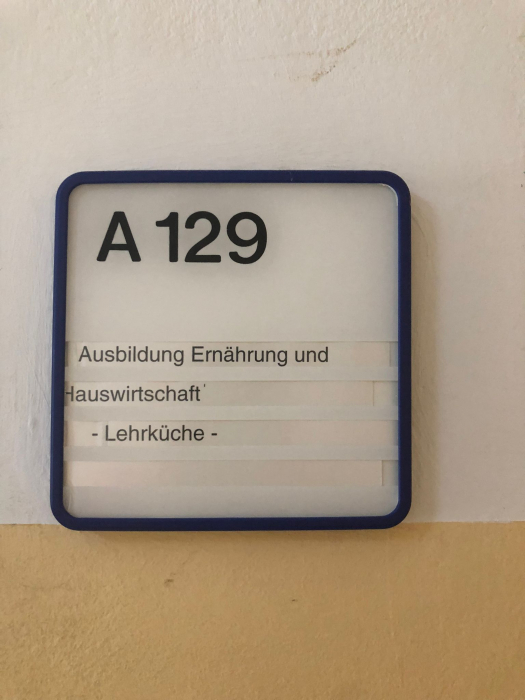 A 129
Ausbildung Ernährung und
Hauswirtschaft
- Lehrküche -